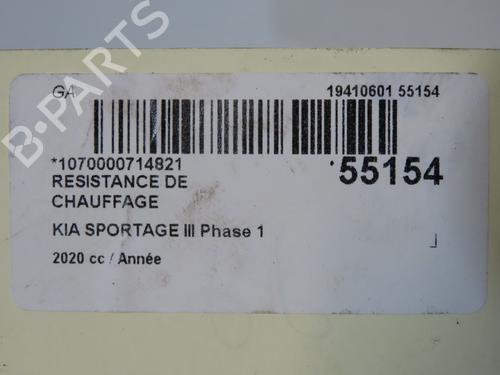 GA 19410601 55154
*1070000714821 55154
RESISTANCE DE
CHAUFFAGE
KIA SPORTAGE III Phase 1
2020 cc / Année
B-PARTS